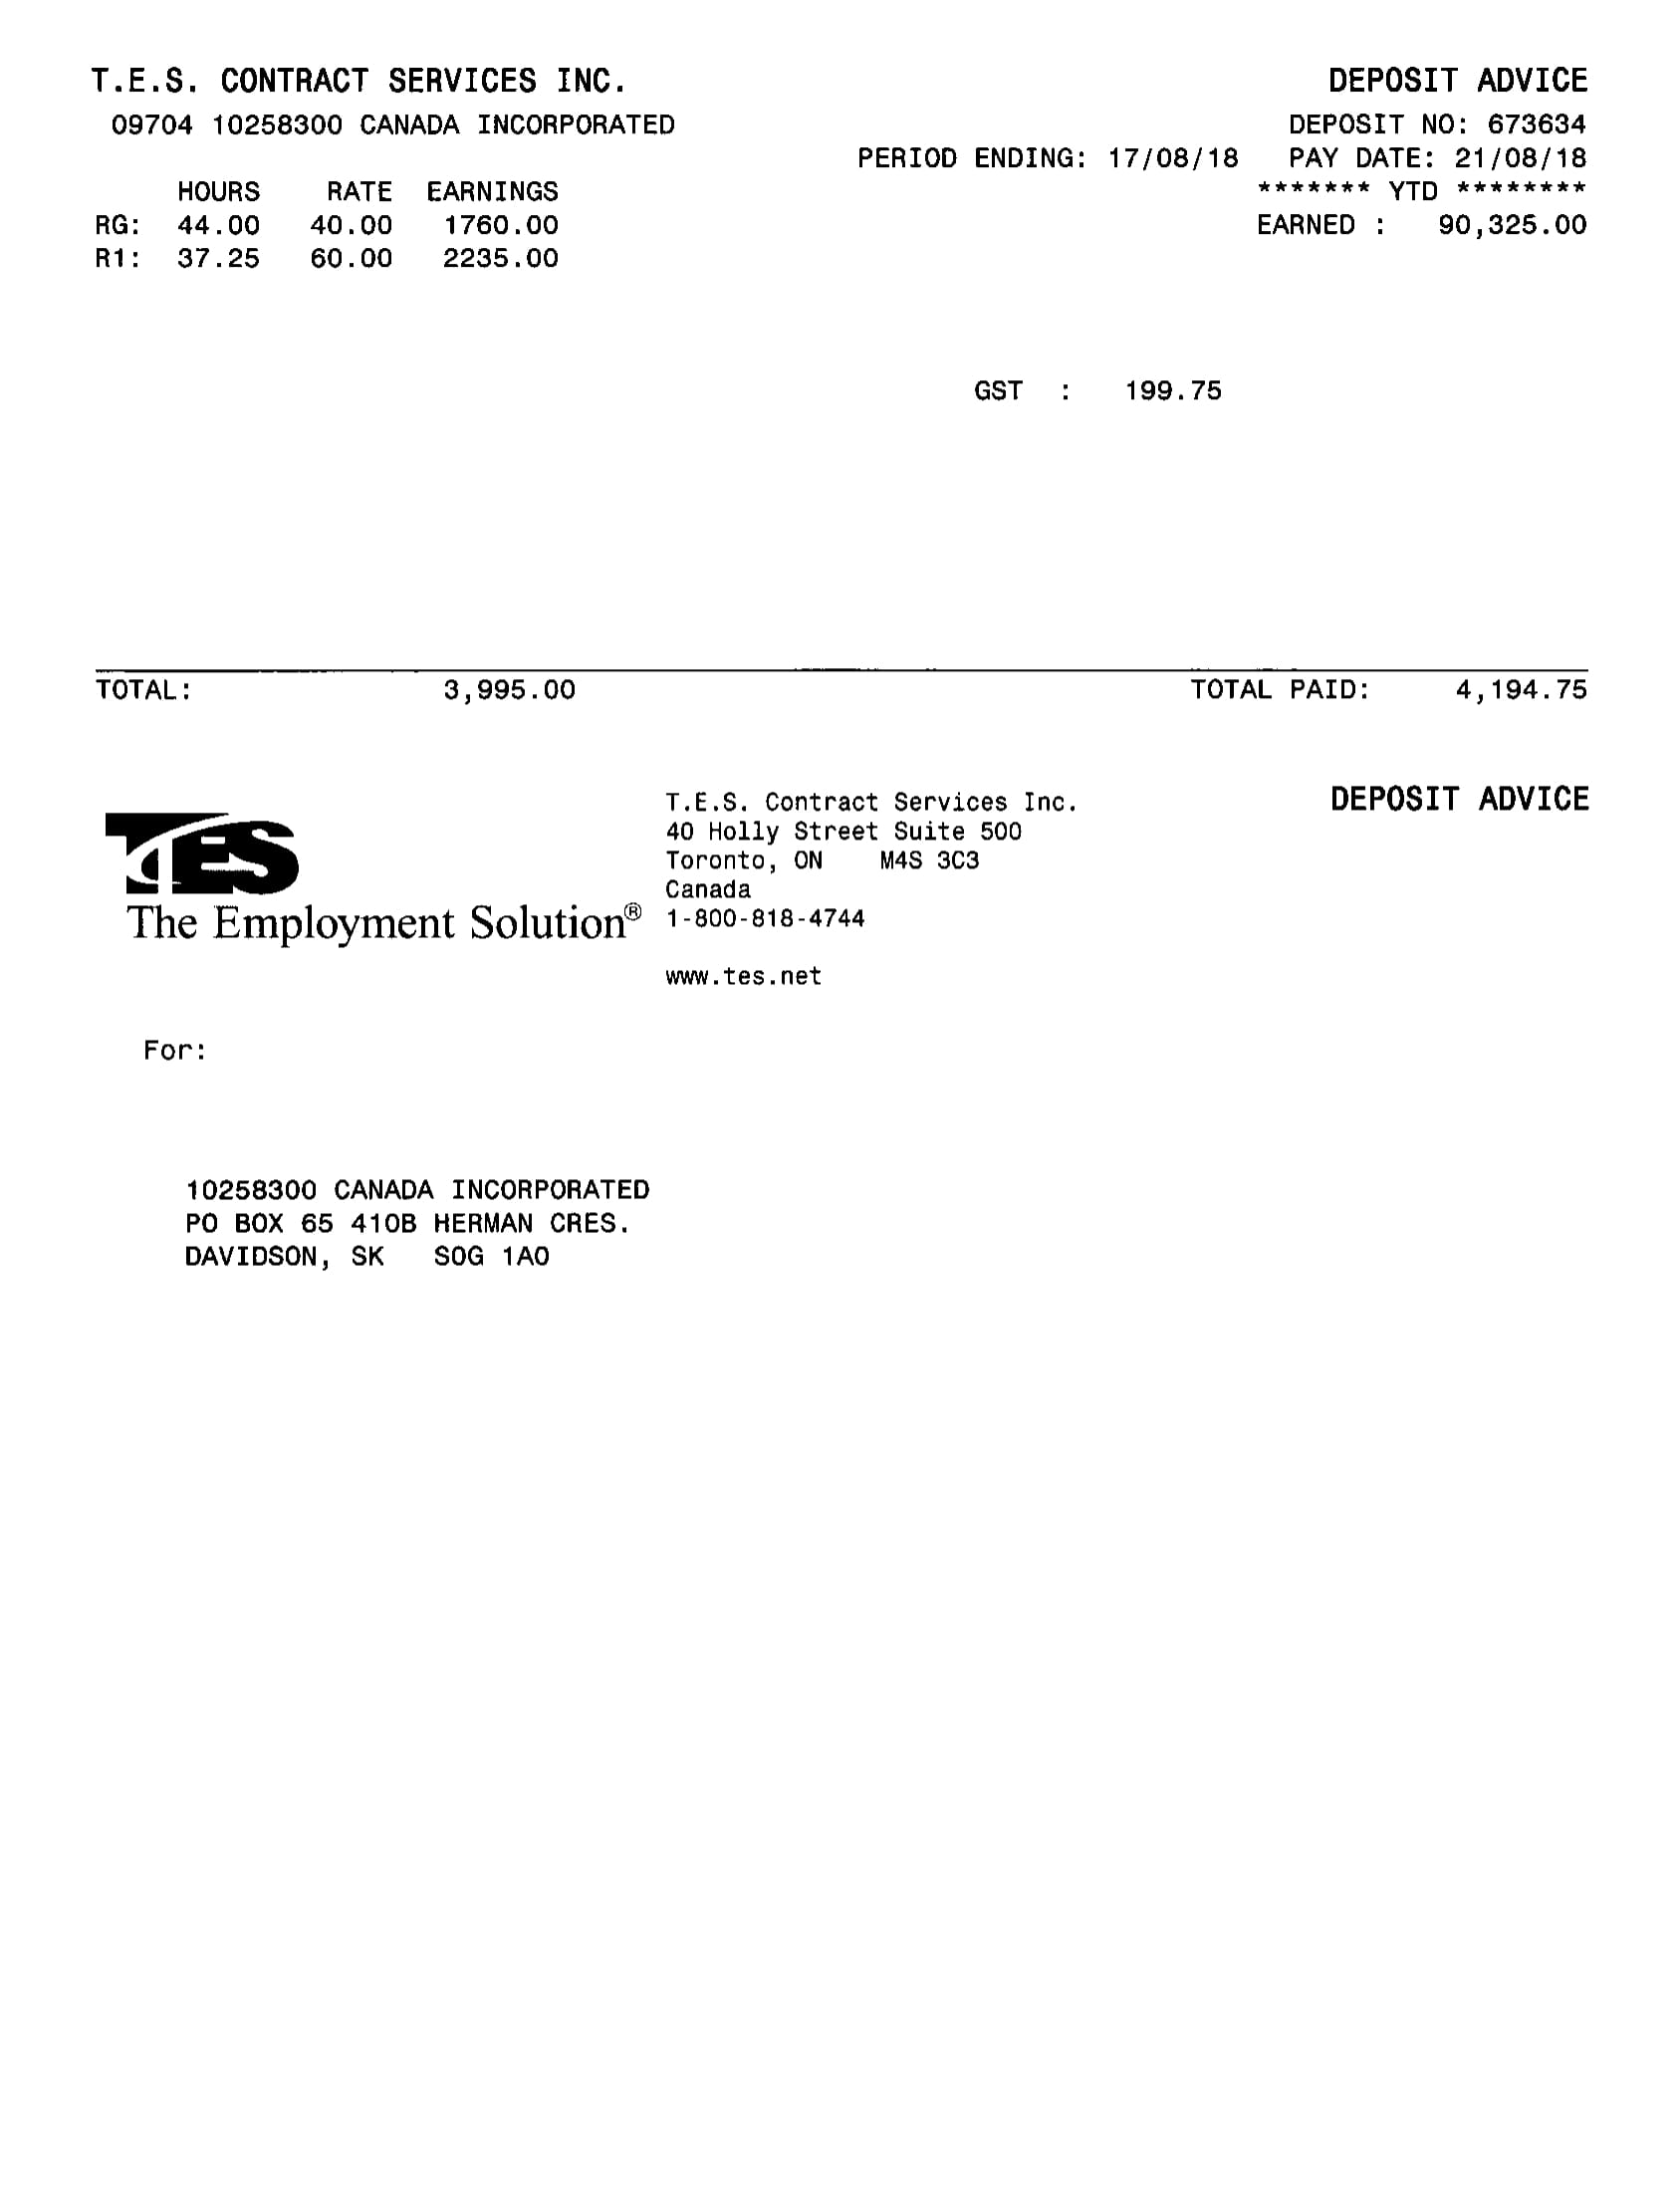 T.E.S. CONTRACT SERVICES INC. DEPOSIT ADVICE
09704 10258300 CANADA INCORPORATED DEPOSIT NO: 673634
PERIOD ENDING: 17/08/18 PAY DATE: 21/08/18
HOURS RATE EARNINGS ******* YTD ********
RG: 44.00 40.00 1760.00 EARNED : 90,325.00
R1: 37.25 60.00 2235.00
GST : 199.75
TOTAL: 3,995.00 TOTAL PAID: 4,194.75
TES
The Employment Solution®
T.E.S. Contract Services Inc.
40 Holly Street Suite 500
Toronto, ON M4S 3C3
Canada
1-800-818-4744
www.tes.net
DEPOSIT ADVICE
For:
10258300 CANADA INCORPORATED
PO BOX 65 410B HERMAN CRES.
DAVIDSON, SK S0G 1A0